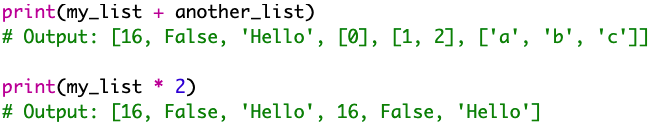 print(my_list + another_list)
# Output: [16, False, 'Hello', [0], [1, 2], ['a', 'b', 'c']]
print(my_list * 2)
# Output: [16, False, 'Hello', 16, False, 'Hello']